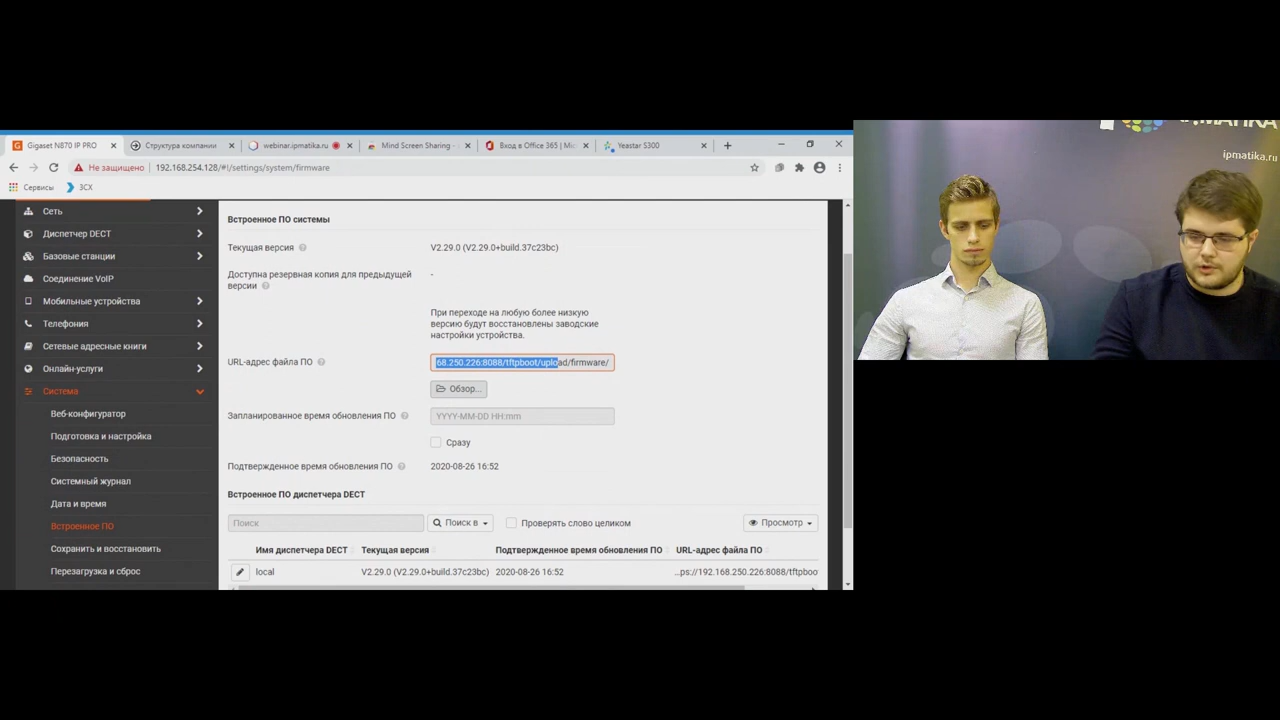 Gigaset N870 IP PRO
Структура компании
webinar.ipmatika.ru
Mind Screen Sharing -
Вход в Office 365 | Mic
Yeastar S300
Не защищено
192.168.254.128/#!/settings/system/firmware
Сервисы
3CX
Сеть
Диспетчер DECT
Базовые станции
Соединение VoIP
Мобильные устройства
Телефония
Сетевые адресные книги
Онлайн-услуги
Система
Веб-конфигуратор
Подготовка и настройка
Безопасность
Системный журнал
Дата и время
Встроенное ПО
Сохранить и восстановить
Перезагрузка и сброс
Встроенное ПО системы
Текущая версия
V2.29.0 (V2.29.0+build.37c23bc)
Доступна резервная копия для предыдущей
версии
-
При переходе на любую более низкую
версию будут восстановлены заводские
настройки устройства.
URL-адрес файла ПО
68.250.226:8088/tftpboot/upload/firmware/
Обзор...
Запланированное время обновления ПО
YYYY-MM-DD HH:mm
Сразу
Подтвержденное время обновления ПО
2020-08-26 16:52
Встроенное ПО диспетчера DECT
Поиск
Поиск в
Проверять слово целиком
Просмотр
Имя диспетчера DECT
Текущая версия
Подтвержденное время обновления ПО
URL-адрес файла ПО
local
V2.29.0 (V2.29.0+build.37c23bc)
2020-08-26 16:52
...ps://192.168.250.226:8088/tftpboo
ipmatika.ru